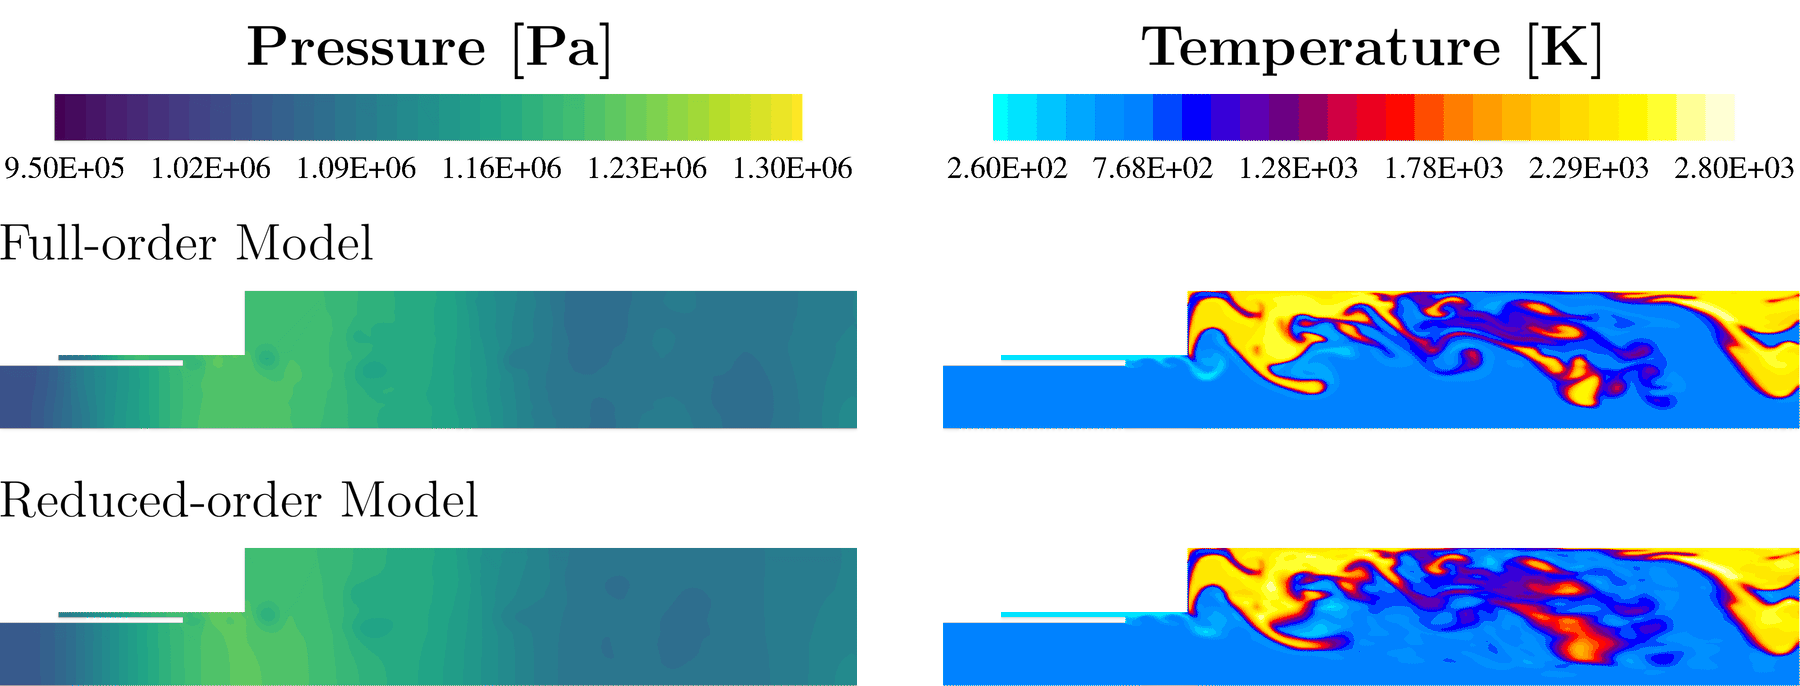 Pressure [Pa]
Temperature [K]
9.50E+05 1.02E+06 1.09E+06 1.16E+06 1.23E+06 1.30E+06
2.60E+02 7.68E+02 1.28E+03 1.78E+03 2.29E+03 2.80E+03
Full-order Model
Reduced-order Model